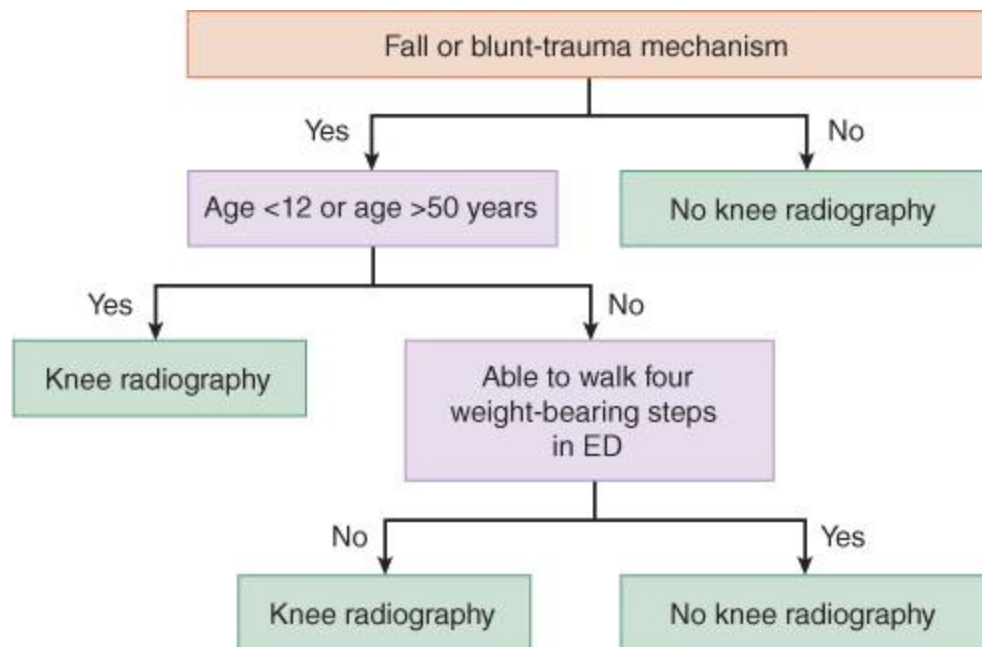 Fall or blunt-trauma mechanism
Yes
No
Age <12 or age >50 years
No knee radiography
Yes
No
Knee radiography
Able to walk four
weight-bearing steps
in ED
No
Yes
Knee radiography
No knee radiography